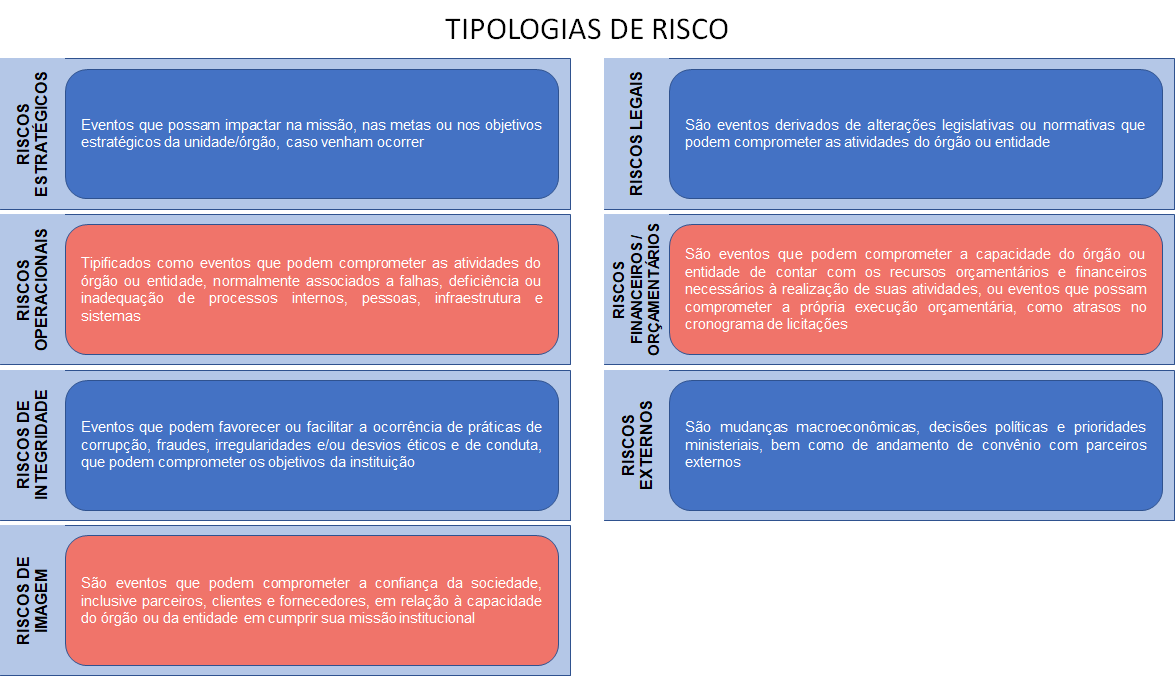 TIPOLOGIAS DE RISCO
RISCOS
ESTRATÉGICOS
Eventos que possam impactar na missão, nas metas ou nos objetivos
estratégicos da unidade/órgão, caso venham ocorrer
RISCOS LEGAIS
São eventos derivados de alterações legislativas ou normativas que
podem comprometer as atividades do órgão ou entidade
RISCOS
OPERACIONAIS
Tipificados como eventos que podem comprometer as atividades do
órgão ou entidade, normalmente associados a falhas, deficiência ou
inadequação de processos internos, pessoas, infraestrutura e
sistemas
RISCOS
FINANCEIROS /
ORÇAMENTÁRIOS
São eventos que podem comprometer a capacidade do órgão ou
entidade de contar com os recursos orçamentários e financeiros
necessários à realização de suas atividades, ou eventos que possam
comprometer a própria execução orçamentária, como atrasos no
cronograma de licitações
RISCOS DE
INTEGRIDADE
Eventos que podem favorecer ou facilitar a ocorrência de práticas de
corrupção, fraudes, irregularidades e/ou desvios éticos e de conduta,
que podem comprometer os objetivos da instituição
RISCOS
EXTERNOS
São mudanças macroeconômicas, decisões políticas e prioridades
ministeriais, bem como de andamento de convênio com parceiros
externos
RISCOS DE
IMAGEM
São eventos que podem comprometer a confiança da sociedade,
inclusive parceiros, clientes e fornecedores, em relação à capacidade
do órgão ou da entidade em cumprir sua missão institucional